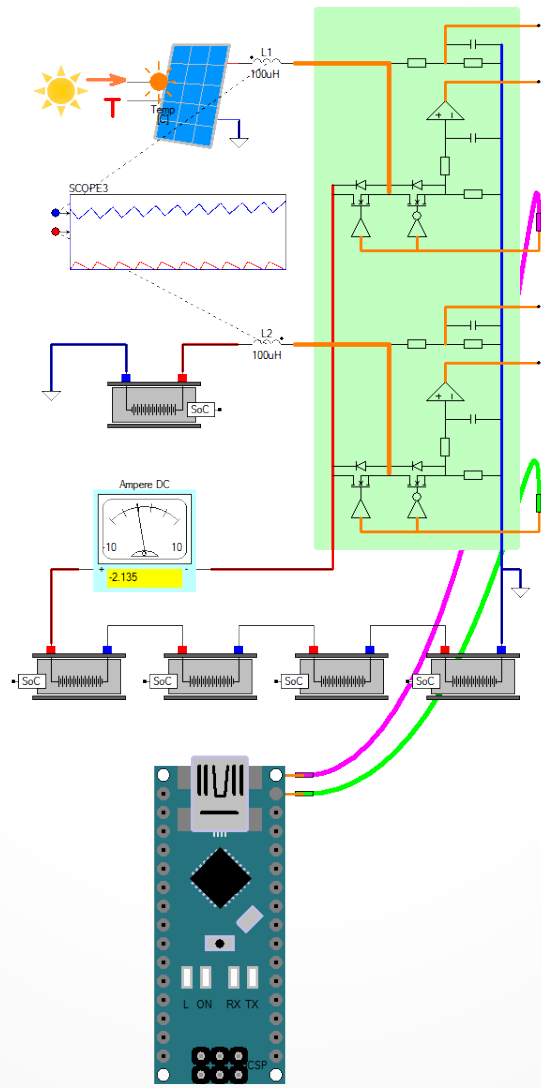 L1
100uH
T
Temp
[C]
SCOPE3
L2
100uH
SoC
Ampere DC
-10
10
+
-
-2.135
SoC
SoC
SoC
SoC
L ON RX TX
CSP